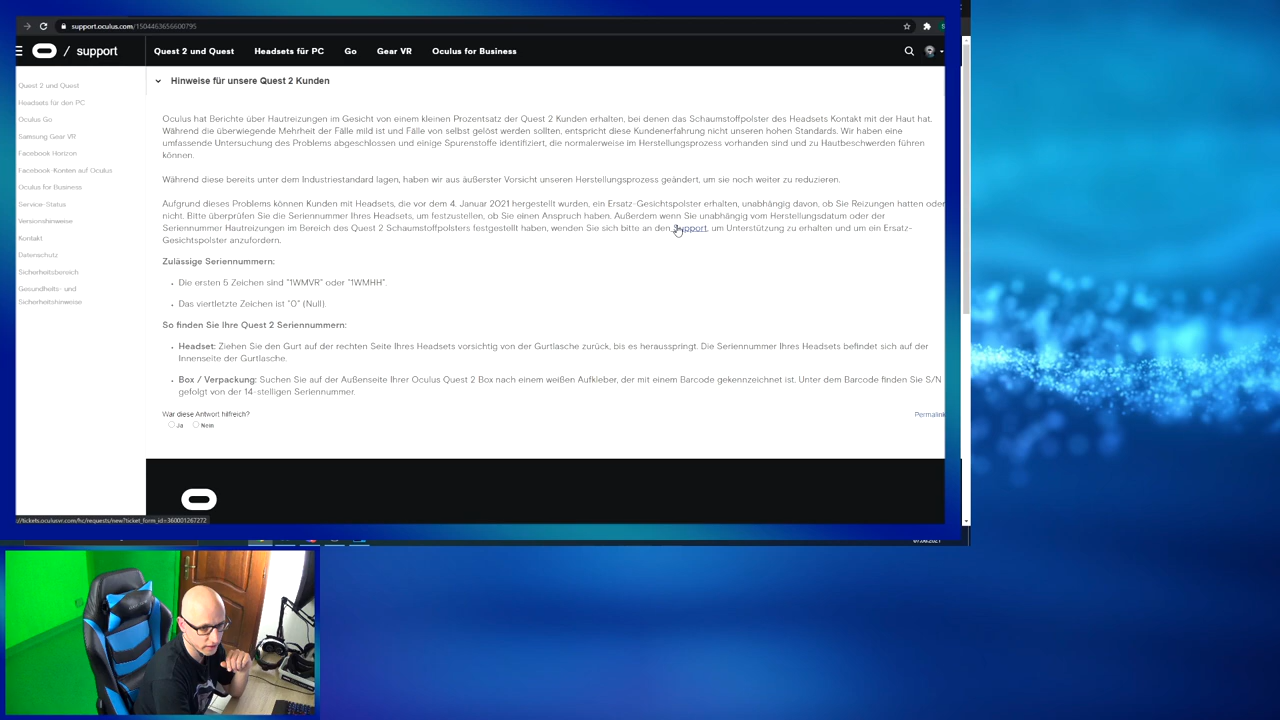 support.oculus.com/1504463656600795
/ support
Quest 2 und Quest
Headsets für PC
Go
Gear VR
Oculus for Business
Quest 2 und Quest
Headsets für den PC
Oculus Go
Samsung Gear VR
Facebook Horizon
Facebook-Konten auf Oculus
Oculus for Business
Service-Status
Versionshinweise
Kontakt
Datenschutz
Sicherheitsbereich
Gesundheits- und
Sicherheitshinweise
Hinweise für unsere Quest 2 Kunden
Oculus hat Berichte über Hautreizungen im Gesicht von einem kleinen Prozentsatz der Quest 2 Kunden erhalten, bei denen das Schaumstoffpolster des Headsets Kontakt mit der Haut hat.
Während die überwiegende Mehrheit der Fälle mild ist und Fälle von selbst gelöst werden sollten, entspricht diese Kundenerfahrung nicht unseren hohen Standards. Wir haben eine
umfassende Untersuchung des Problems abgeschlossen und einige Spurenstoffe identifiziert, die normalerweise im Herstellungsprozess vorhanden sind und zu Hautbeschwerden führen
können.
Während diese bereits unter dem Industriestandard lagen, haben wir aus äußerster Vorsicht unseren Herstellungsprozess geändert, um sie noch weiter zu reduzieren.
Aufgrund dieses Problems können Kunden mit Headsets, die vor dem 4. Januar 2021 hergestellt wurden, ein Ersatz-Gesichtspolster erhalten, unabhängig davon, ob Sie Reizungen hatten oder
nicht. Bitte überprüfen Sie die Seriennummer Ihres Headsets, um festzustellen, ob Sie einen Anspruch haben. Außerdem wenn Sie unabhängig vom Herstellungsdatum oder der
Seriennummer Hautreizungen im Bereich des Quest 2 Schaumstoffpolsters festgestellt haben, wenden Sie sich bitte an den Support, um Unterstützung zu erhalten und um ein Ersatz-
Gesichtspolster anzufordern.
Zulässige Seriennummern:
• Die ersten 5 Zeichen sind "1WMVR" oder "1WMHH".
• Das viertletzte Zeichen ist "0" (Null).
So finden Sie Ihre Quest 2 Seriennummern:
• Headset: Ziehen Sie den Gurt auf der rechten Seite Ihres Headsets vorsichtig von der Gurtlasche zurück, bis es herausspringt. Die Seriennummer Ihres Headsets befindet sich auf der
Innenseite der Gurtlasche.
• Box / Verpackung: Suchen Sie auf der Außenseite Ihrer Oculus Quest 2 Box nach einem weißen Aufkleber, der mit einem Barcode gekennzeichnet ist. Unter dem Barcode finden Sie S/N
gefolgt von der 14-stelligen Seriennummer.
War diese Antwort hilfreich?
Permalink
Ja
Nein
://tickets.oculusvr.com/hc/requests/new?ticket_form_id=360001267272